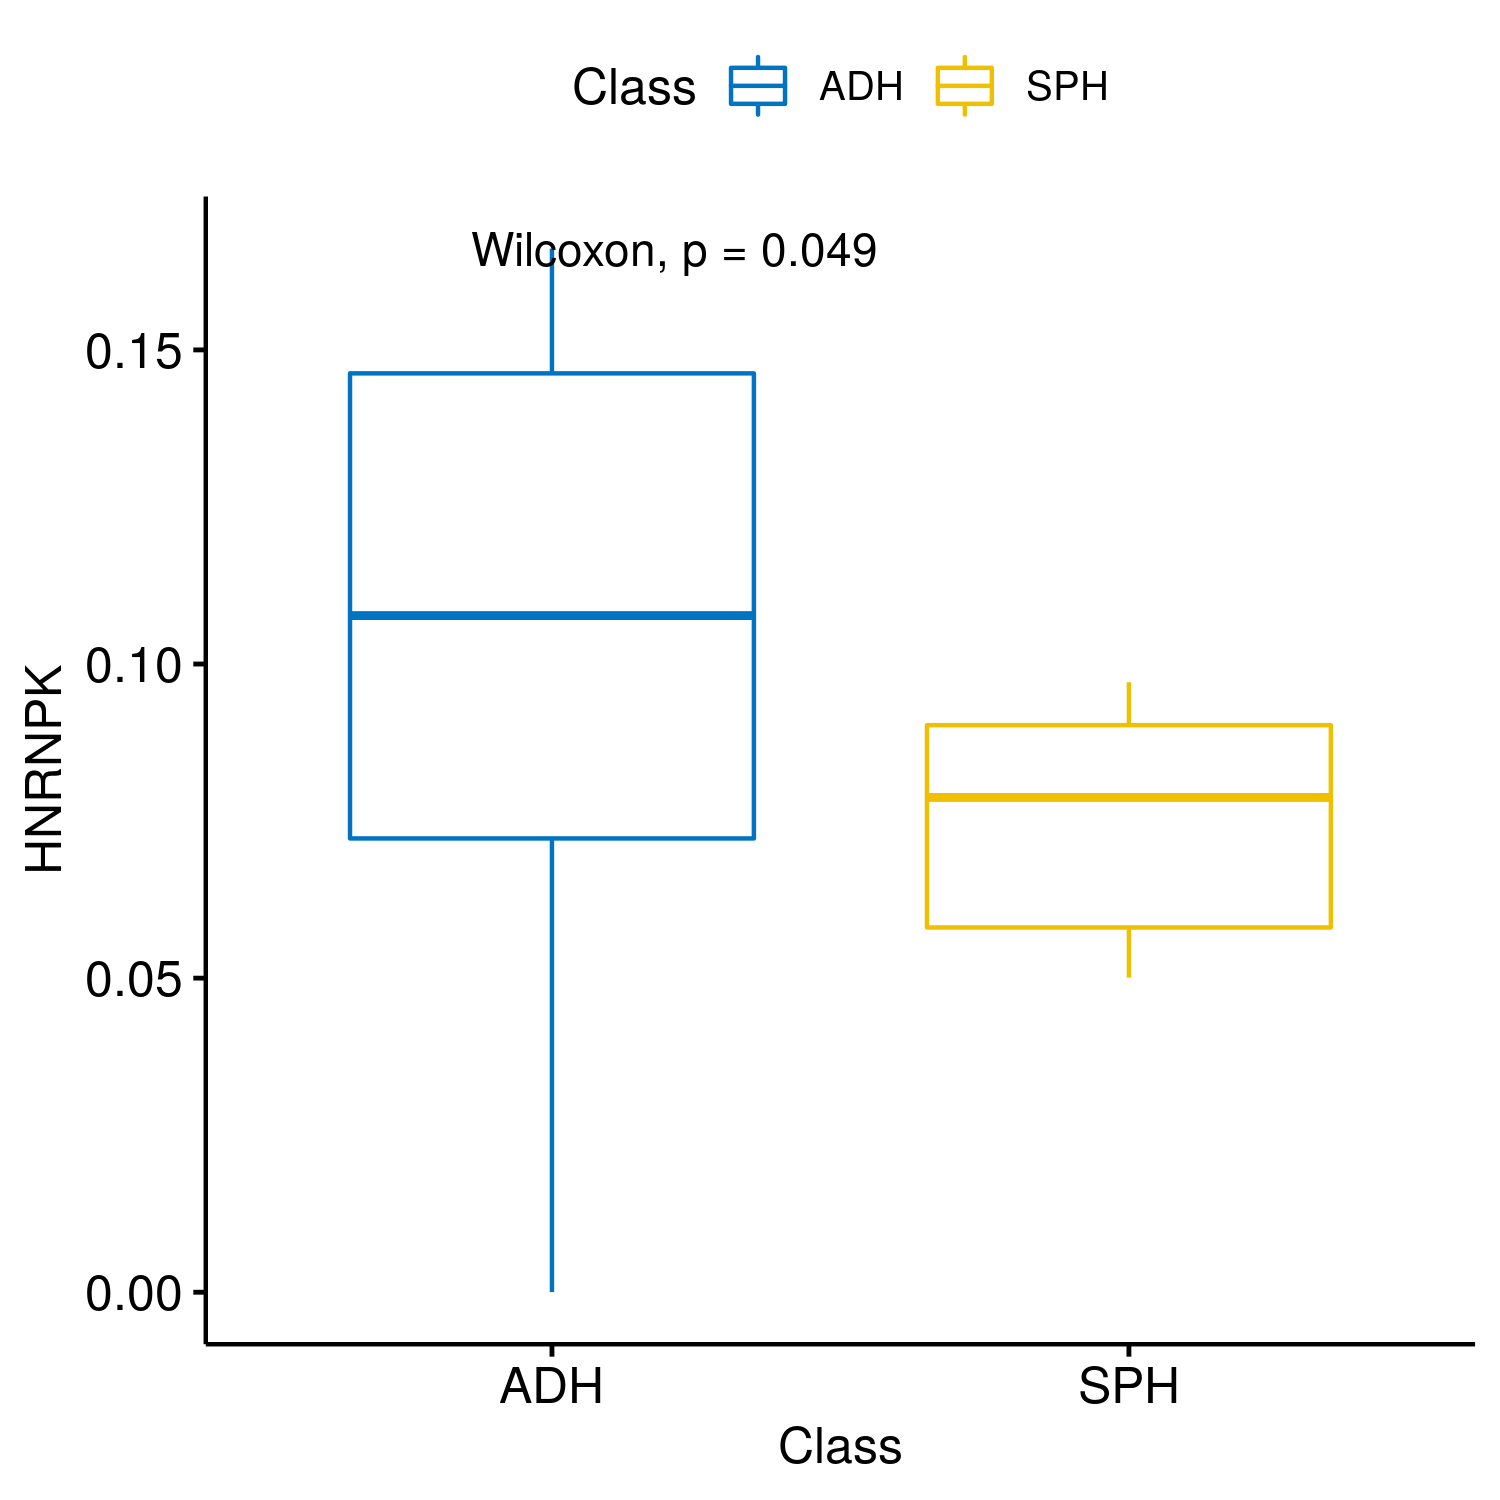 Class ADH SPH
Wilcoxon, p = 0.049
0.15
0.10
0.05
0.00
HNRNPK
ADH SPH
Class